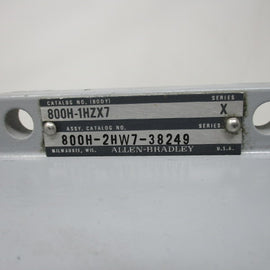 CATALOG NO. (BODY) SERIES
800H-1HZX7 X
ASSY. CATALOG NO. SERIES
800H-2HW7-38249
MILWAUKEE, WIS. ALLEN-BRADLEY U.S.A.